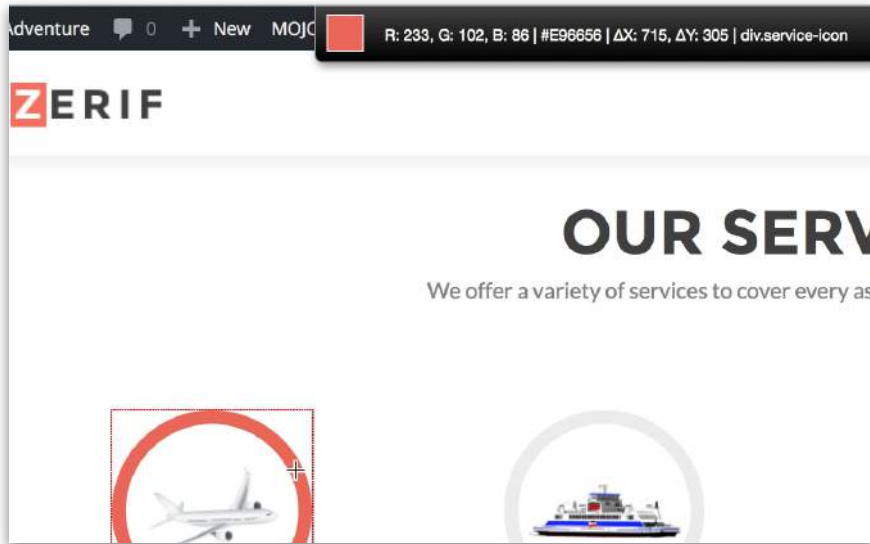 Adventure 0 + New MOJO
R: 233, G: 102, B: 86 | #E96656 | ΔX: 715, ΔY: 305 | div.service-icon
ZERIF
OUR SERV
We offer a variety of services to cover every as